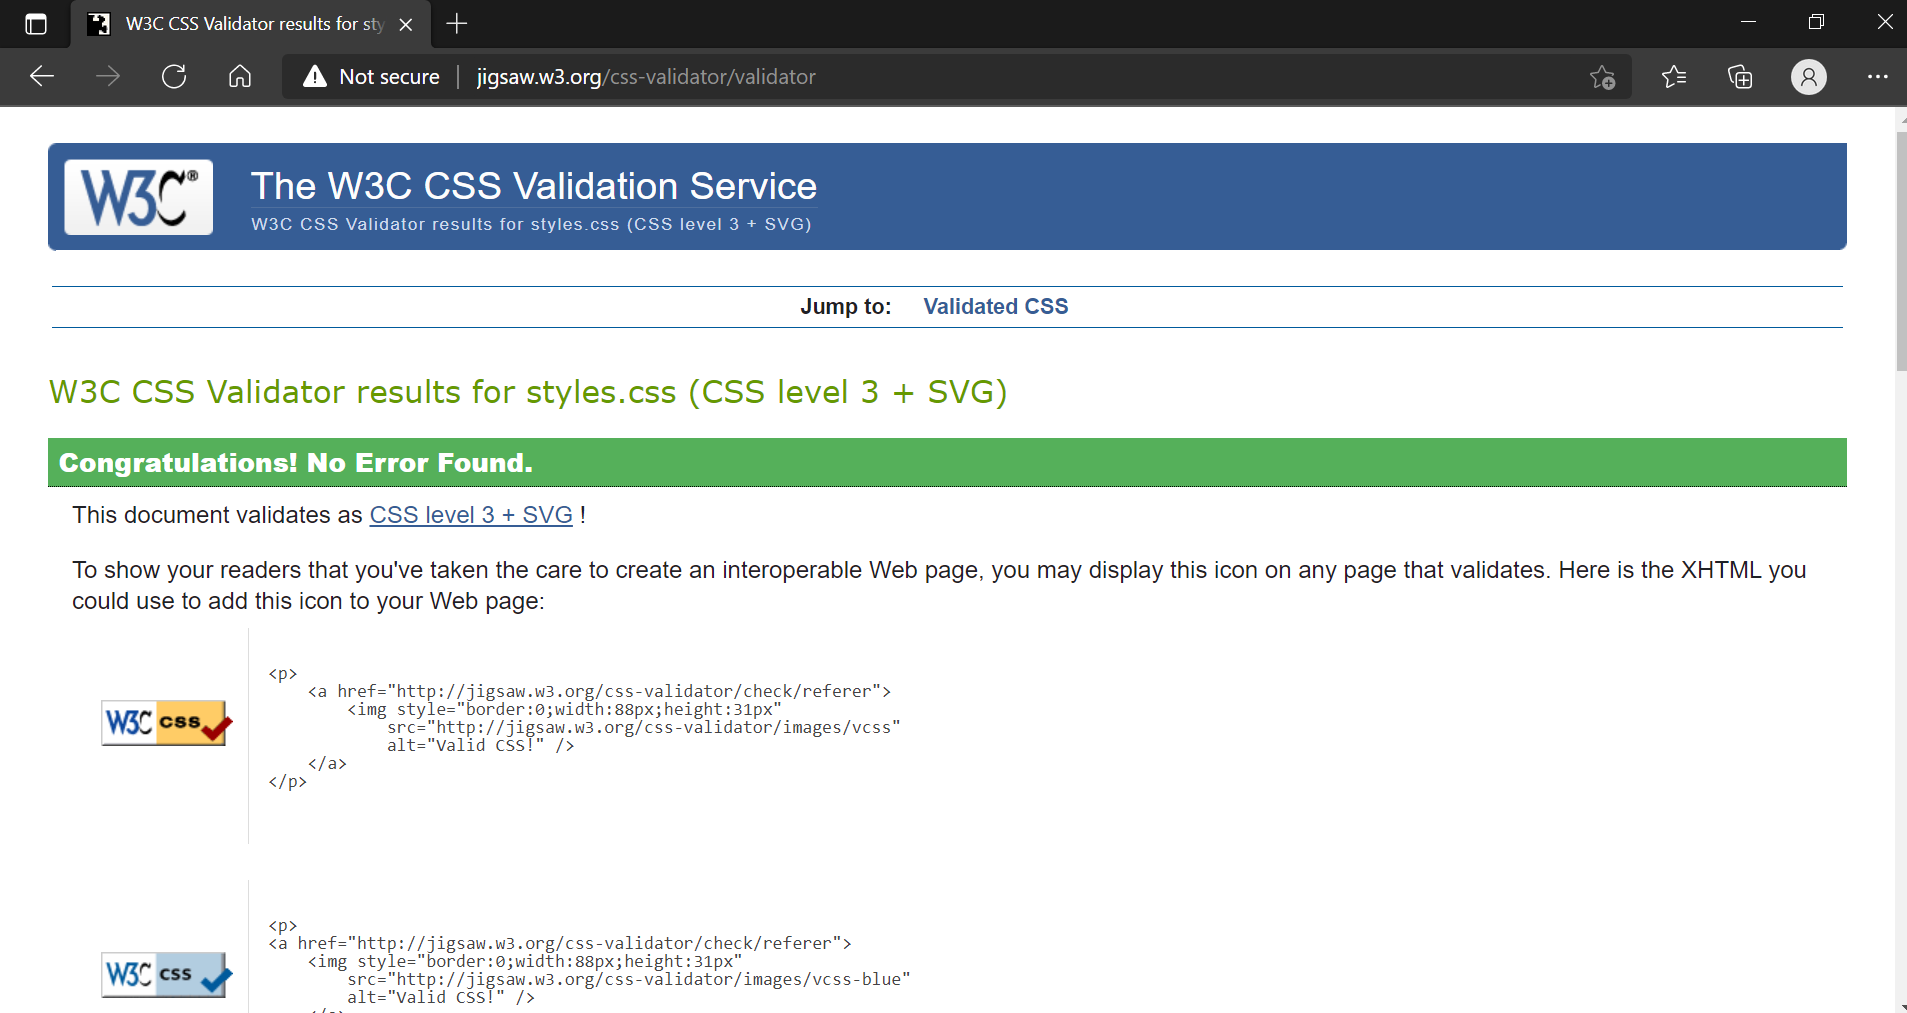 W3C CSS Validator results for sty
Not secure
jigsaw.w3.org/css-validator/validator
W3C®
The W3C CSS Validation Service
W3C CSS Validator results for styles.css (CSS level 3 + SVG)
Jump to: Validated CSS
W3C CSS Validator results for styles.css (CSS level 3 + SVG)
Congratulations! No Error Found.
This document validates as CSS level 3 + SVG !
To show your readers that you've taken the care to create an interoperable Web page, you may display this icon on any page that validates. Here is the XHTML you
could use to add this icon to your Web page:
W3C css
<p>
<a href="http://jigsaw.w3.org/css-validator/check/referer">
<img style="border:0;width:88px;height:31px"
src="http://jigsaw.w3.org/css-validator/images/vcss"
alt="Valid CSS!" />
</a>
</p>
W3C css
<p>
<a href="http://jigsaw.w3.org/css-validator/check/referer">
<img style="border:0;width:88px;height:31px"
src="http://jigsaw.w3.org/css-validator/images/vcss-blue"
alt="Valid CSS!" />